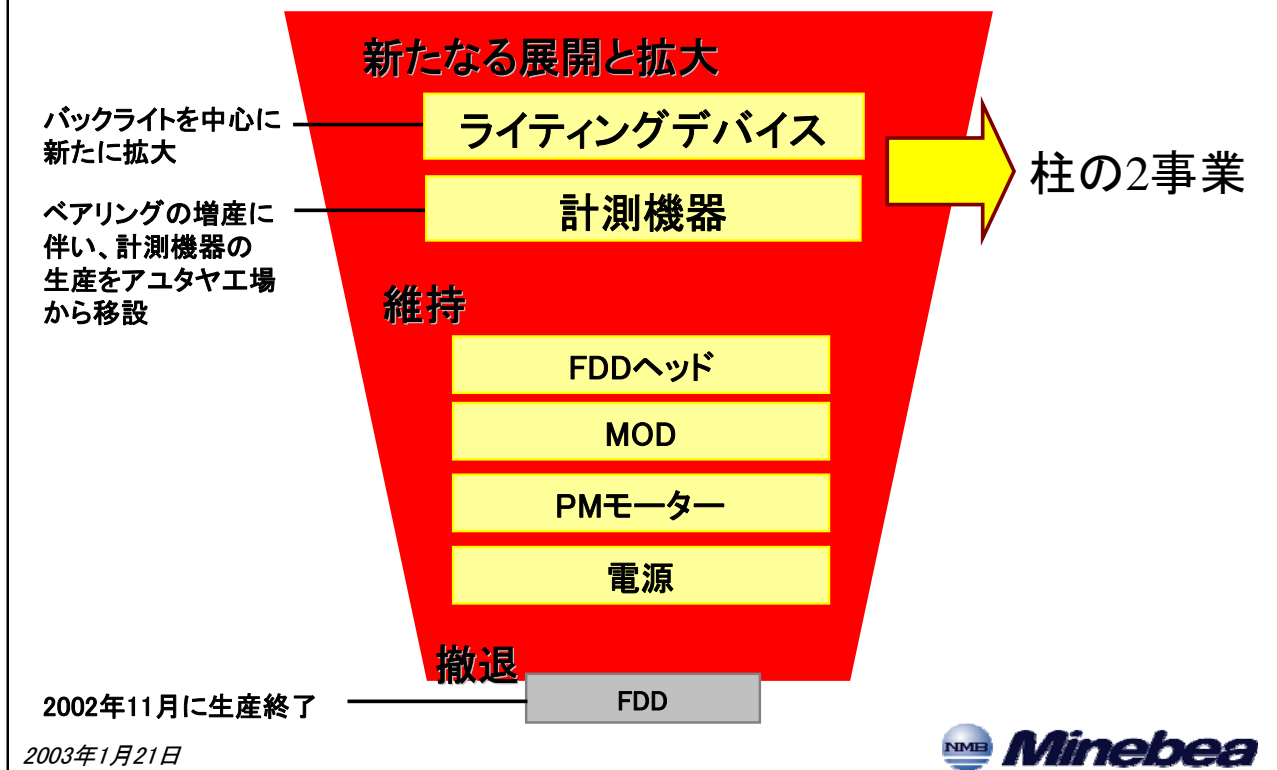 新たなる展開と拡大
バックライトを中心に
新たに拡大
ライティングデバイス
柱の2事業
ベアリングの増産に
伴い、計測機器の
生産をアユタヤ工場
から移設
計測機器
維持
FDDヘッド
MOD
PMモーター
電源
撤退
2002年11月に生産終了
FDD
2003年1月21日
NMB Minebea